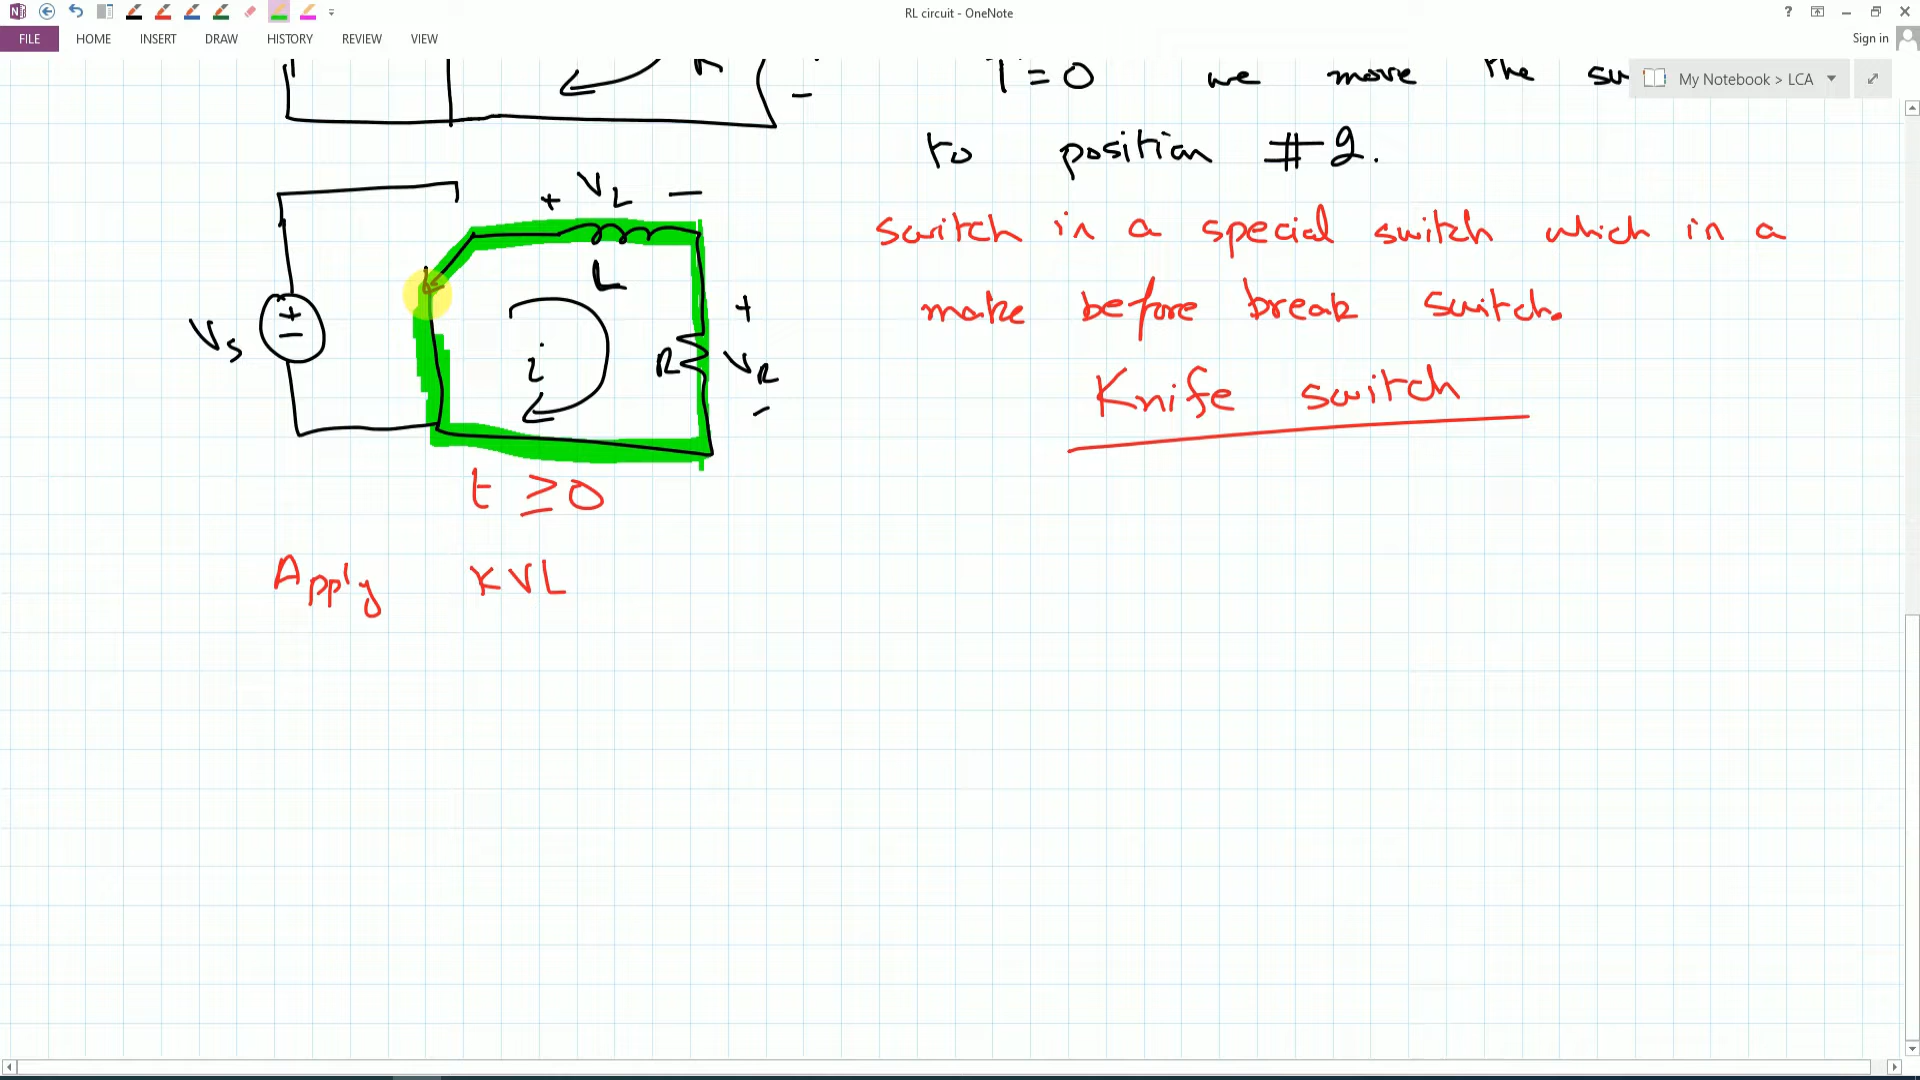 RL circuit - OneNote
Sign in
FILE HOME INSERT DRAW HISTORY REVIEW VIEW
My Notebook > LCA
T=0 we move the
to position #2.
switch in a special switch which in a
make before break switch.
Knife switch
+ VL −
L
VS
+
−
i
R
+
VR
−
t ≥ 0
Apply KVL